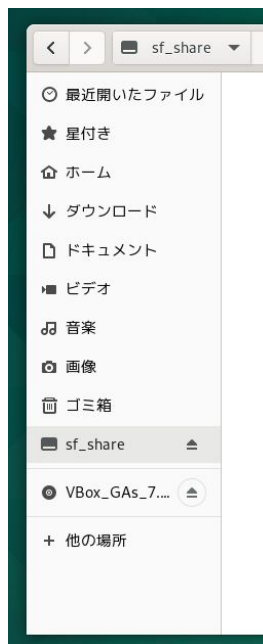 sf_share
最近開いたファイル
星付き
ホーム
ダウンロード
ドキュメント
ビデオ
音楽
画像
ゴミ箱
sf_share
VBox_GAs_7....
他の場所